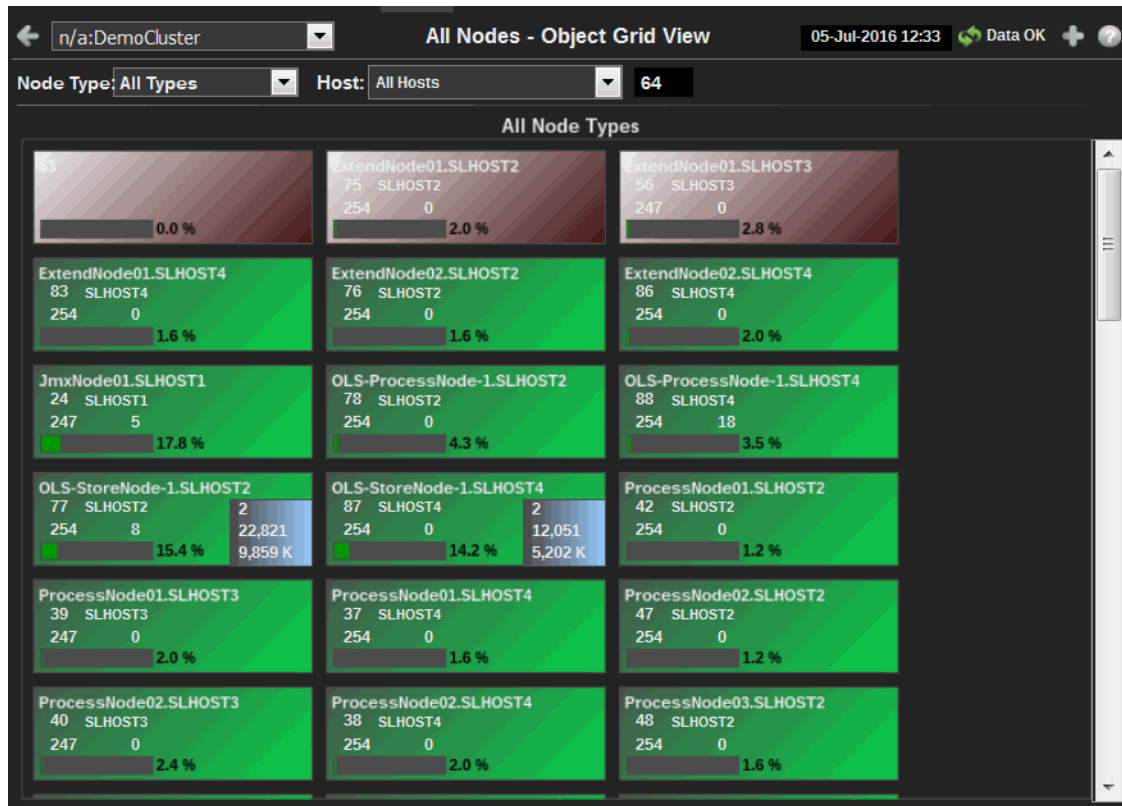 n/a:DemoCluster All Nodes - Object Grid View 05-Jul-2016 12:33 Data OK
Node Type: All Types Host: All Hosts 64
All Node Types
63
0.0 %
ExtendNode01.SLHOST2
75 SLHOST2
254 0
2.0 %
ExtendNode01.SLHOST3
56 SLHOST3
247 0
2.8 %
ExtendNode01.SLHOST4
83 SLHOST4
254 0
1.6 %
ExtendNode02.SLHOST2
76 SLHOST2
254 0
1.6 %
ExtendNode02.SLHOST4
86 SLHOST4
254 0
2.0 %
JmxNode01.SLHOST1
24 SLHOST1
247 5
17.8 %
OLS-ProcessNode-1.SLHOST2
78 SLHOST2
254 0
4.3 %
OLS-ProcessNode-1.SLHOST4
88 SLHOST4
254 18
3.5 %
OLS-StoreNode-1.SLHOST2
77 SLHOST2 2
254 8 22,821
15.4 % 9,859 K
OLS-StoreNode-1.SLHOST4
87 SLHOST4 2
254 0 12,051
14.2 % 5,202 K
ProcessNode01.SLHOST2
42 SLHOST2
254 0
1.2 %
ProcessNode01.SLHOST3
39 SLHOST3
247 0
2.0 %
ProcessNode01.SLHOST4
37 SLHOST4
254 0
1.6 %
ProcessNode02.SLHOST2
47 SLHOST2
254 0
1.2 %
ProcessNode02.SLHOST3
40 SLHOST3
247 0
2.4 %
ProcessNode02.SLHOST4
38 SLHOST4
254 0
2.0 %
ProcessNode03.SLHOST2
48 SLHOST2
254 0
1.6 %